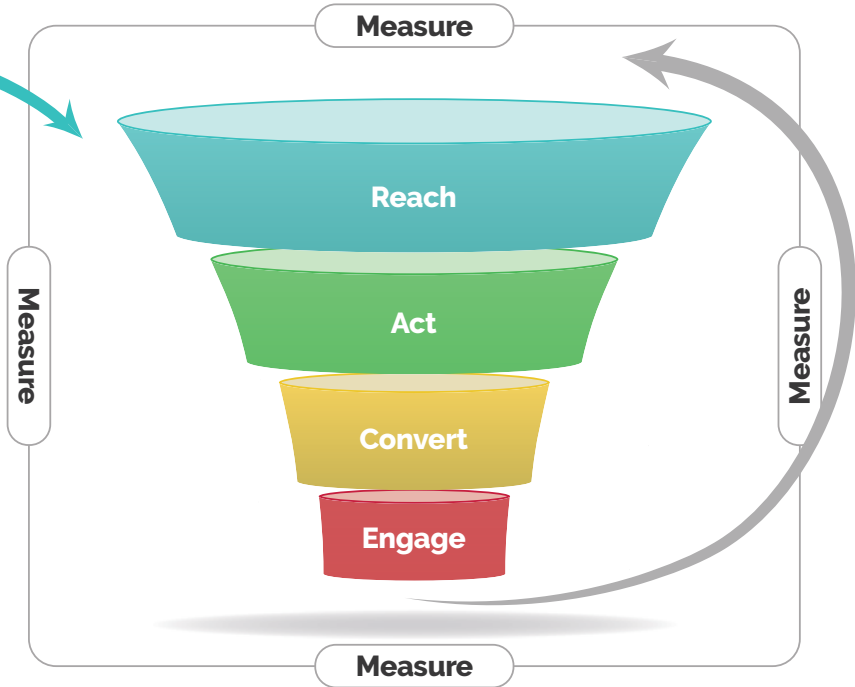 Measure
Reach
Measure
Act
Measure
Convert
Engage
Measure